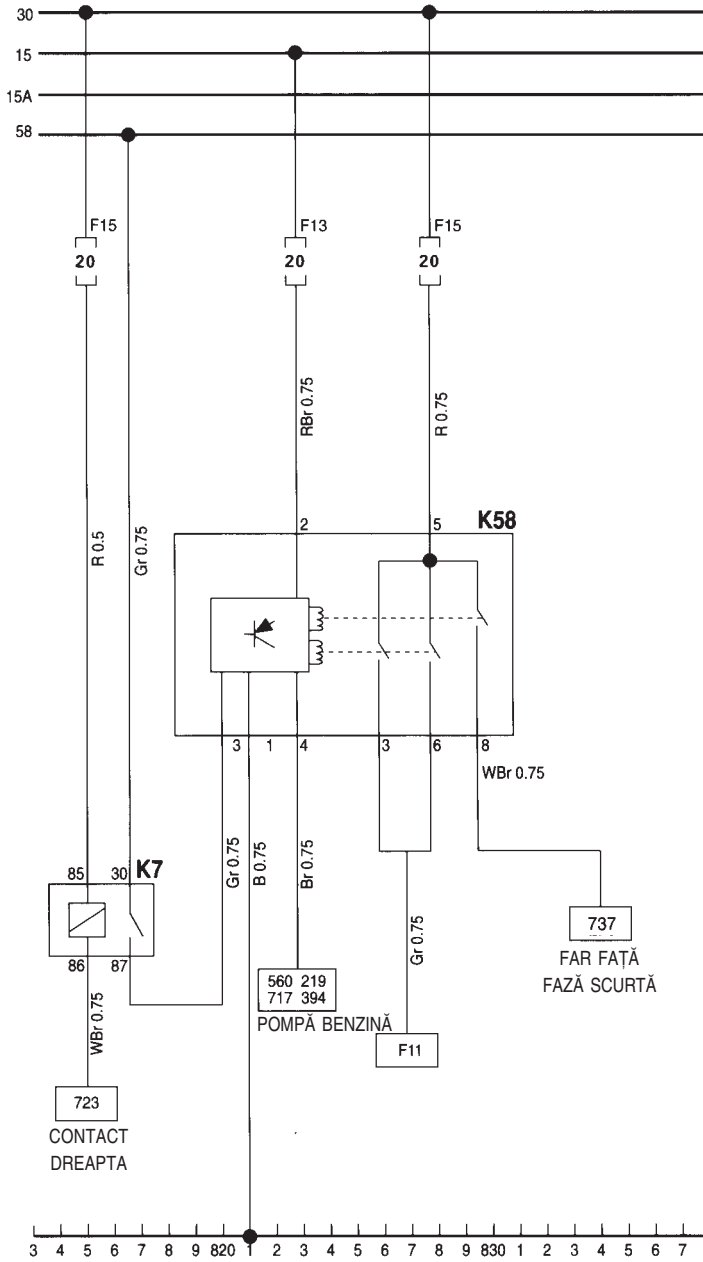 30
15
15A
58
F15 F13 F15
20 20 20
R 0.5
Gr 0.75
RBr 0.75
R 0.75
2 5 K58
3 1 4 3 6 8
WBr 0.75
Gr 0.75
B 0.75
Br 0.75
Gr 0.75
85 30 K7
86 87
WBr 0.75
737
FAR FAȚĂ
FAZĂ SCURTĂ
560 219
717 394
POMPĂ BENZINĂ
F11
723
CONTACT
DREAPTA
3 4 5 6 7 8 9 820 1 2 3 4 5 6 7 8 9 830 1 2 3 4 5 6 7